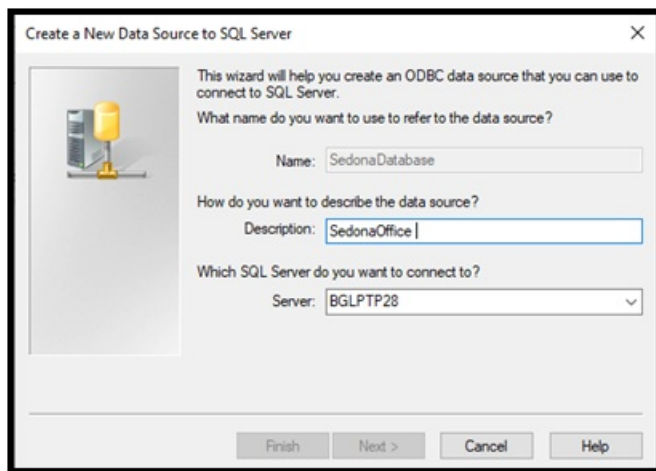 Create a New Data Source to SQL Server
This wizard will help you create an ODBC data source that you can use to
connect to SQL Server.
What name do you want to use to refer to the data source?
Name: SedonaDatabase
How do you want to describe the data source?
Description: SedonaOffice
Which SQL Server do you want to connect to?
Server: BGLPTP28
Finish Next > Cancel Help